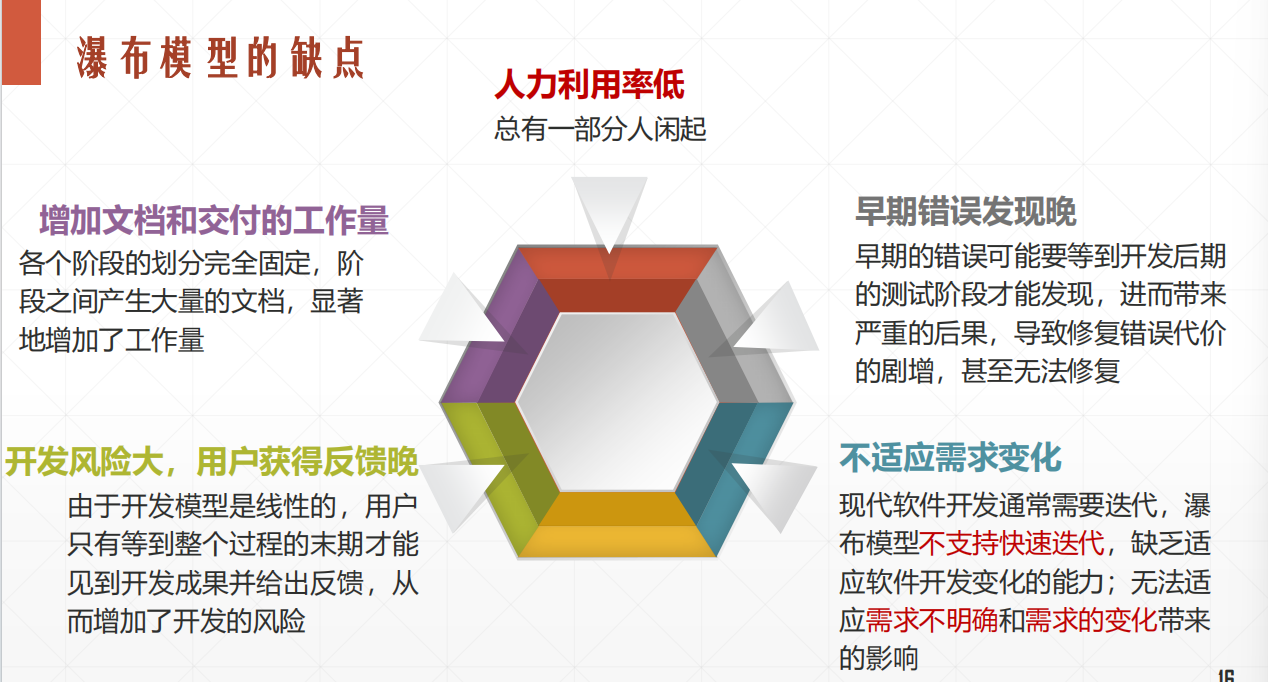 瀑布模型的缺点
人力利用率低
总有一部分人闲起
增加文档和交付的工作量
各个阶段的划分完全固定，阶
段之间产生大量的文档，显著
地增加了工作量
早期错误发现晚
早期的错误可能要等到开发后期
的测试阶段才能发现，进而带来
严重的后果，导致修复错误代价
的剧增，甚至无法修复
开发风险大，用户获得反馈晚
由于开发模型是线性的，用户
只有等到整个过程的末期才能
见到开发成果并给出反馈，从
而增加了开发的风险
不适应需求变化
现代软件开发通常需要迭代，瀑
布模型不支持快速迭代，缺乏适
应软件开发变化的能力；无法适
应需求不明确和需求的变化带来
的影响
16